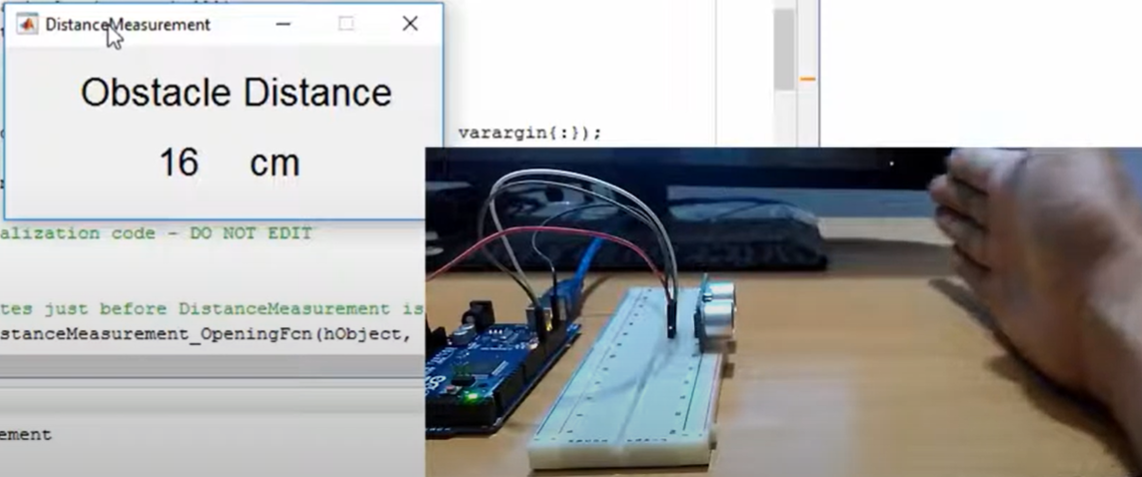 DistanceMeasurement
Obstacle Distance
varargin{:});
16 cm
alization code - DO NOT EDIT
tes just before DistanceMeasurement is
stanceMeasurement_OpeningFcn(hObject,
ement